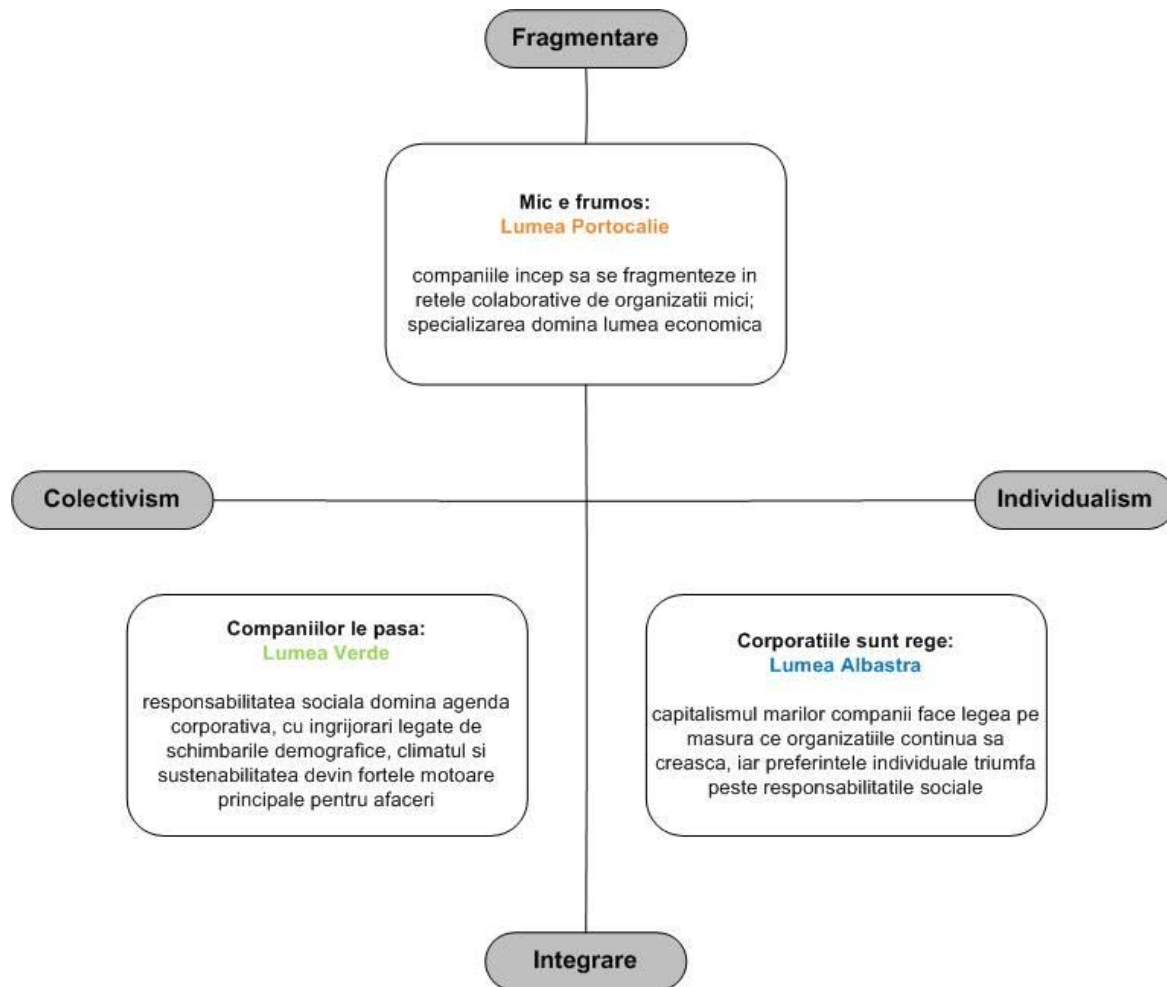 Fragmentare
Mic e frumos:
Lumea Portocalie
companiile incep sa se fragmenteze in
retele colaborative de organizatii mici;
specializarea domina lumea economica
Colectivism
Individualism
Companiilor le pasa:
Lumea Verde
responsabilitatea sociala domina agenda
corporativa, cu ingrijorari legate de
schimbarile demografice, climatul si
sustenabilitatea devin fortele motoare
principale pentru afaceri
Corporatiile sunt rege:
Lumea Albastra
capitalismul marilor companii face legea pe
masura ce organizatiile continua sa
creasca, iar preferintele individuale triumfa
peste responsabilitatile sociale
Integrare